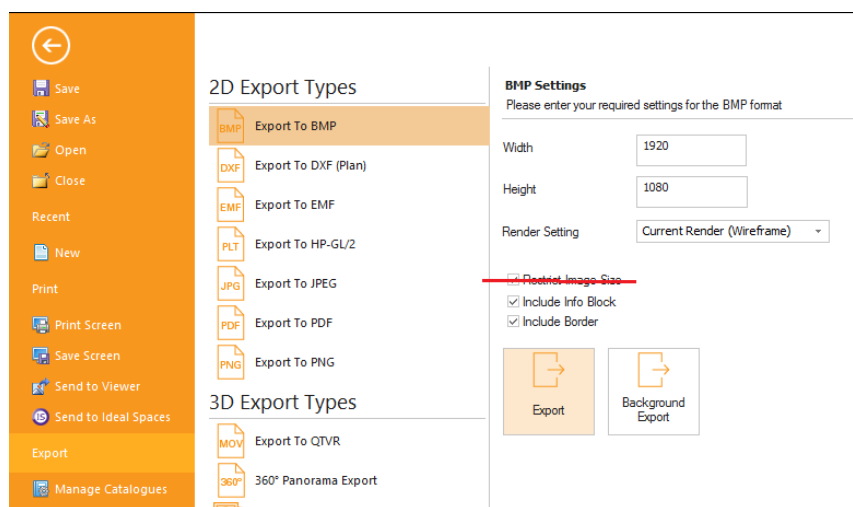 Save
Save As
Open
Close
Recent
New
Print
Print Screen
Save Screen
Send to Viewer
IS
Send to Ideal Spaces
Export
Manage Catalogues
2D Export Types
BMP
Export To BMP
DXF
Export To DXF (Plan)
EMF
Export To EMF
PLT
Export To HP-GL/2
JPG
Export To JPEG
PDF
Export To PDF
PNG
Export To PNG
3D Export Types
MOV
Export To QTVR
360°
360° Panorama Export
BMP Settings
Please enter your required settings for the BMP format
Width
1920
Height
1080
Render Setting
Current Render (Wireframe)
Restrict Image Size
Include Info Block
Include Border
Export
Background
Export